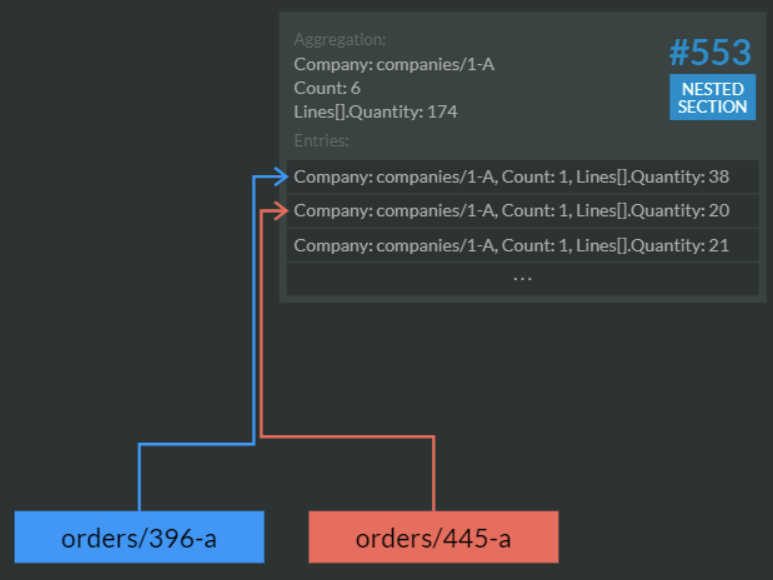 Aggregation:
Company: companies/1-A
Count: 6
Lines[].Quantity: 174
#553
NESTED
SECTION
Entries:
Company: companies/1-A, Count: 1, Lines[].Quantity: 38
Company: companies/1-A, Count: 1, Lines[].Quantity: 20
Company: companies/1-A, Count: 1, Lines[].Quantity: 21
...
orders/396-a
orders/445-a